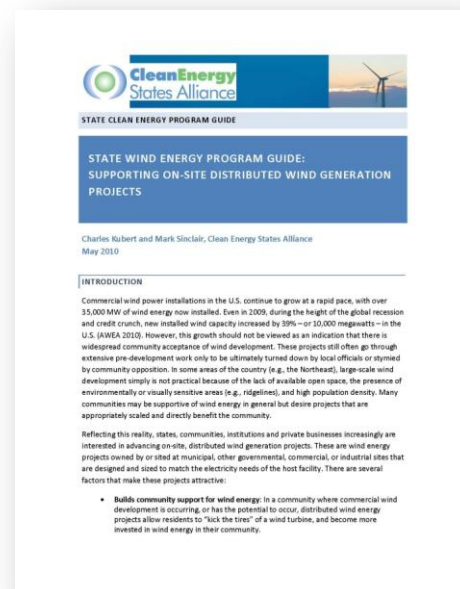 CleanEnergy
States Alliance
STATE CLEAN ENERGY PROGRAM GUIDE
STATE WIND ENERGY PROGRAM GUIDE:
SUPPORTING ON-SITE DISTRIBUTED WIND GENERATION
PROJECTS
Charles Kubert and Mark Sinclair, Clean Energy States Alliance
May 2010
INTRODUCTION
Commercial wind power installations in the U.S. continue to grow at a rapid pace, with over
35,000 MW of wind energy now installed. Even in 2009, during the height of the global recession
and credit crunch, new installed wind capacity increased by 39% – or 10,000 megawatts – in the
U.S. (AWEA 2010). However, this growth should not be viewed as an indication that there is
widespread community acceptance of wind development. These projects still often go through
extensive pre-development work only to be ultimately turned down by local officials or stymied
by community opposition. In some areas of the country (e.g., the Northeast), large-scale wind
development simply is not practical because of the lack of available open space, the presence of
environmentally or visually sensitive areas (e.g., ridgelines), and high population density. Many
communities may be supportive of wind energy in general but desire projects that are
appropriately scaled and directly benefit the community.
Reflecting this reality, states, communities, institutions and private businesses increasingly are
interested in advancing on-site, distributed wind generation projects. These are wind energy
projects owned by or sited at municipal, other governmental, commercial, or industrial sites that
are designed and sized to match the electricity needs of the host facility. There are several
factors that make these projects attractive:
• Builds community support for wind energy: In a community where commercial wind
development is occurring, or has the potential to occur, distributed wind energy
projects allow residents to "kick the tires" of a wind turbine, and become more
invested in wind energy in their community.